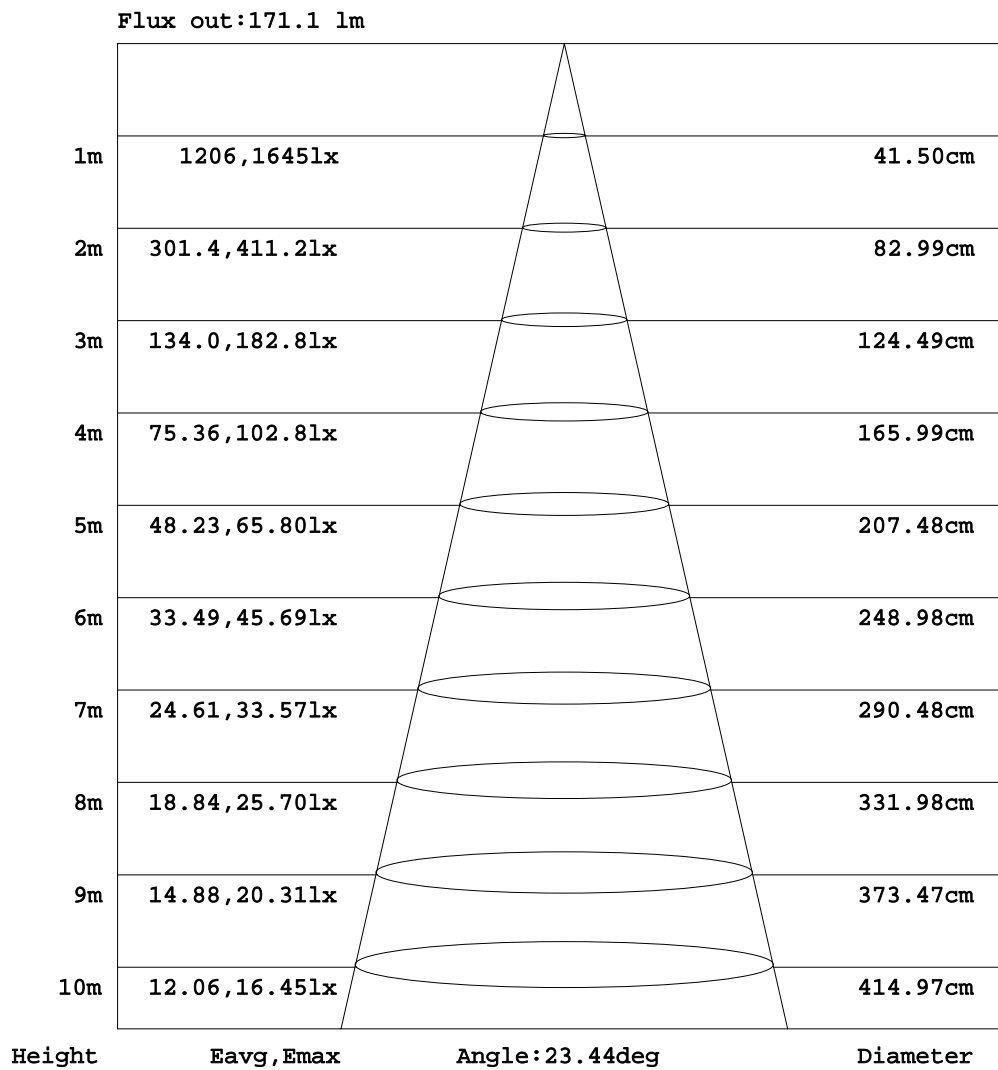 Flux out:171.1 lm
1m 1206,1645lx 41.50cm
2m 301.4,411.2lx 82.99cm
3m 134.0,182.8lx 124.49cm
4m 75.36,102.8lx 165.99cm
5m 48.23,65.80lx 207.48cm
6m 33.49,45.69lx 248.98cm
7m 24.61,33.57lx 290.48cm
8m 18.84,25.70lx 331.98cm
9m 14.88,20.31lx 373.47cm
10m 12.06,16.45lx 414.97cm
Height Eavg,Emax Angle:23.44deg Diameter